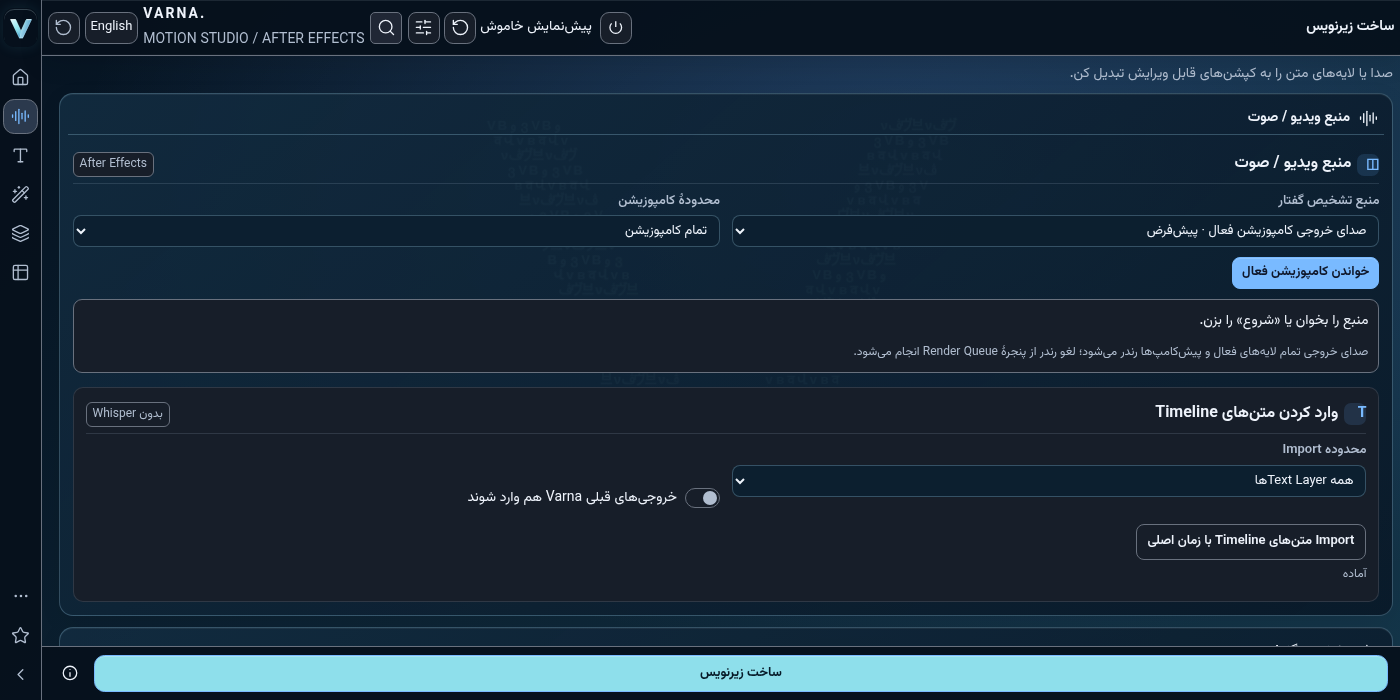 ساخت زیرنویس
پیش‌نمایش خاموش
English
VARNA.
MOTION STUDIO / AFTER EFFECTS
صدا یا لایه‌های متن را به کپشن‌های قابل ویرایش تبدیل کن.
منبع ویدیو / صوت
منبع ویدیو / صوت
After Effects
منبع تشخیص گفتار
محدودهٔ کامپوزیشن
صدای خروجی کامپوزیشن فعال · پیش‌فرض
تمام کامپوزیشن
خواندن کامپوزیشن فعال
منبع را بخوان یا «شروع» را بزن.
صدای خروجی تمام لایه‌های فعال و پیش‌کامپ‌ها رندر می‌شود؛ لغو رندر از پنجرهٔ Render Queue انجام می‌شود.
T
وارد کردن متن‌های Timeline
بدون Whisper
محدوده Import
همه Text Layerها
خروجی‌های قبلی Varna هم وارد شوند
Import متن‌های Timeline با زمان اصلی
آماده
ساخت زیرنویس